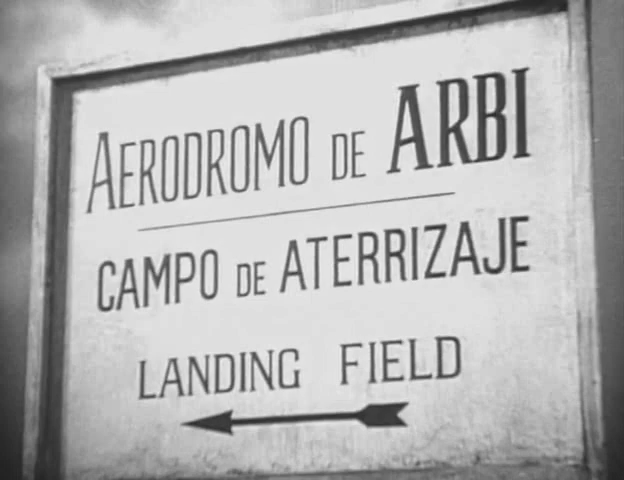 AERODROMO DE ARBI
CAMPO DE ATERRIZAJE
LANDING FIELD